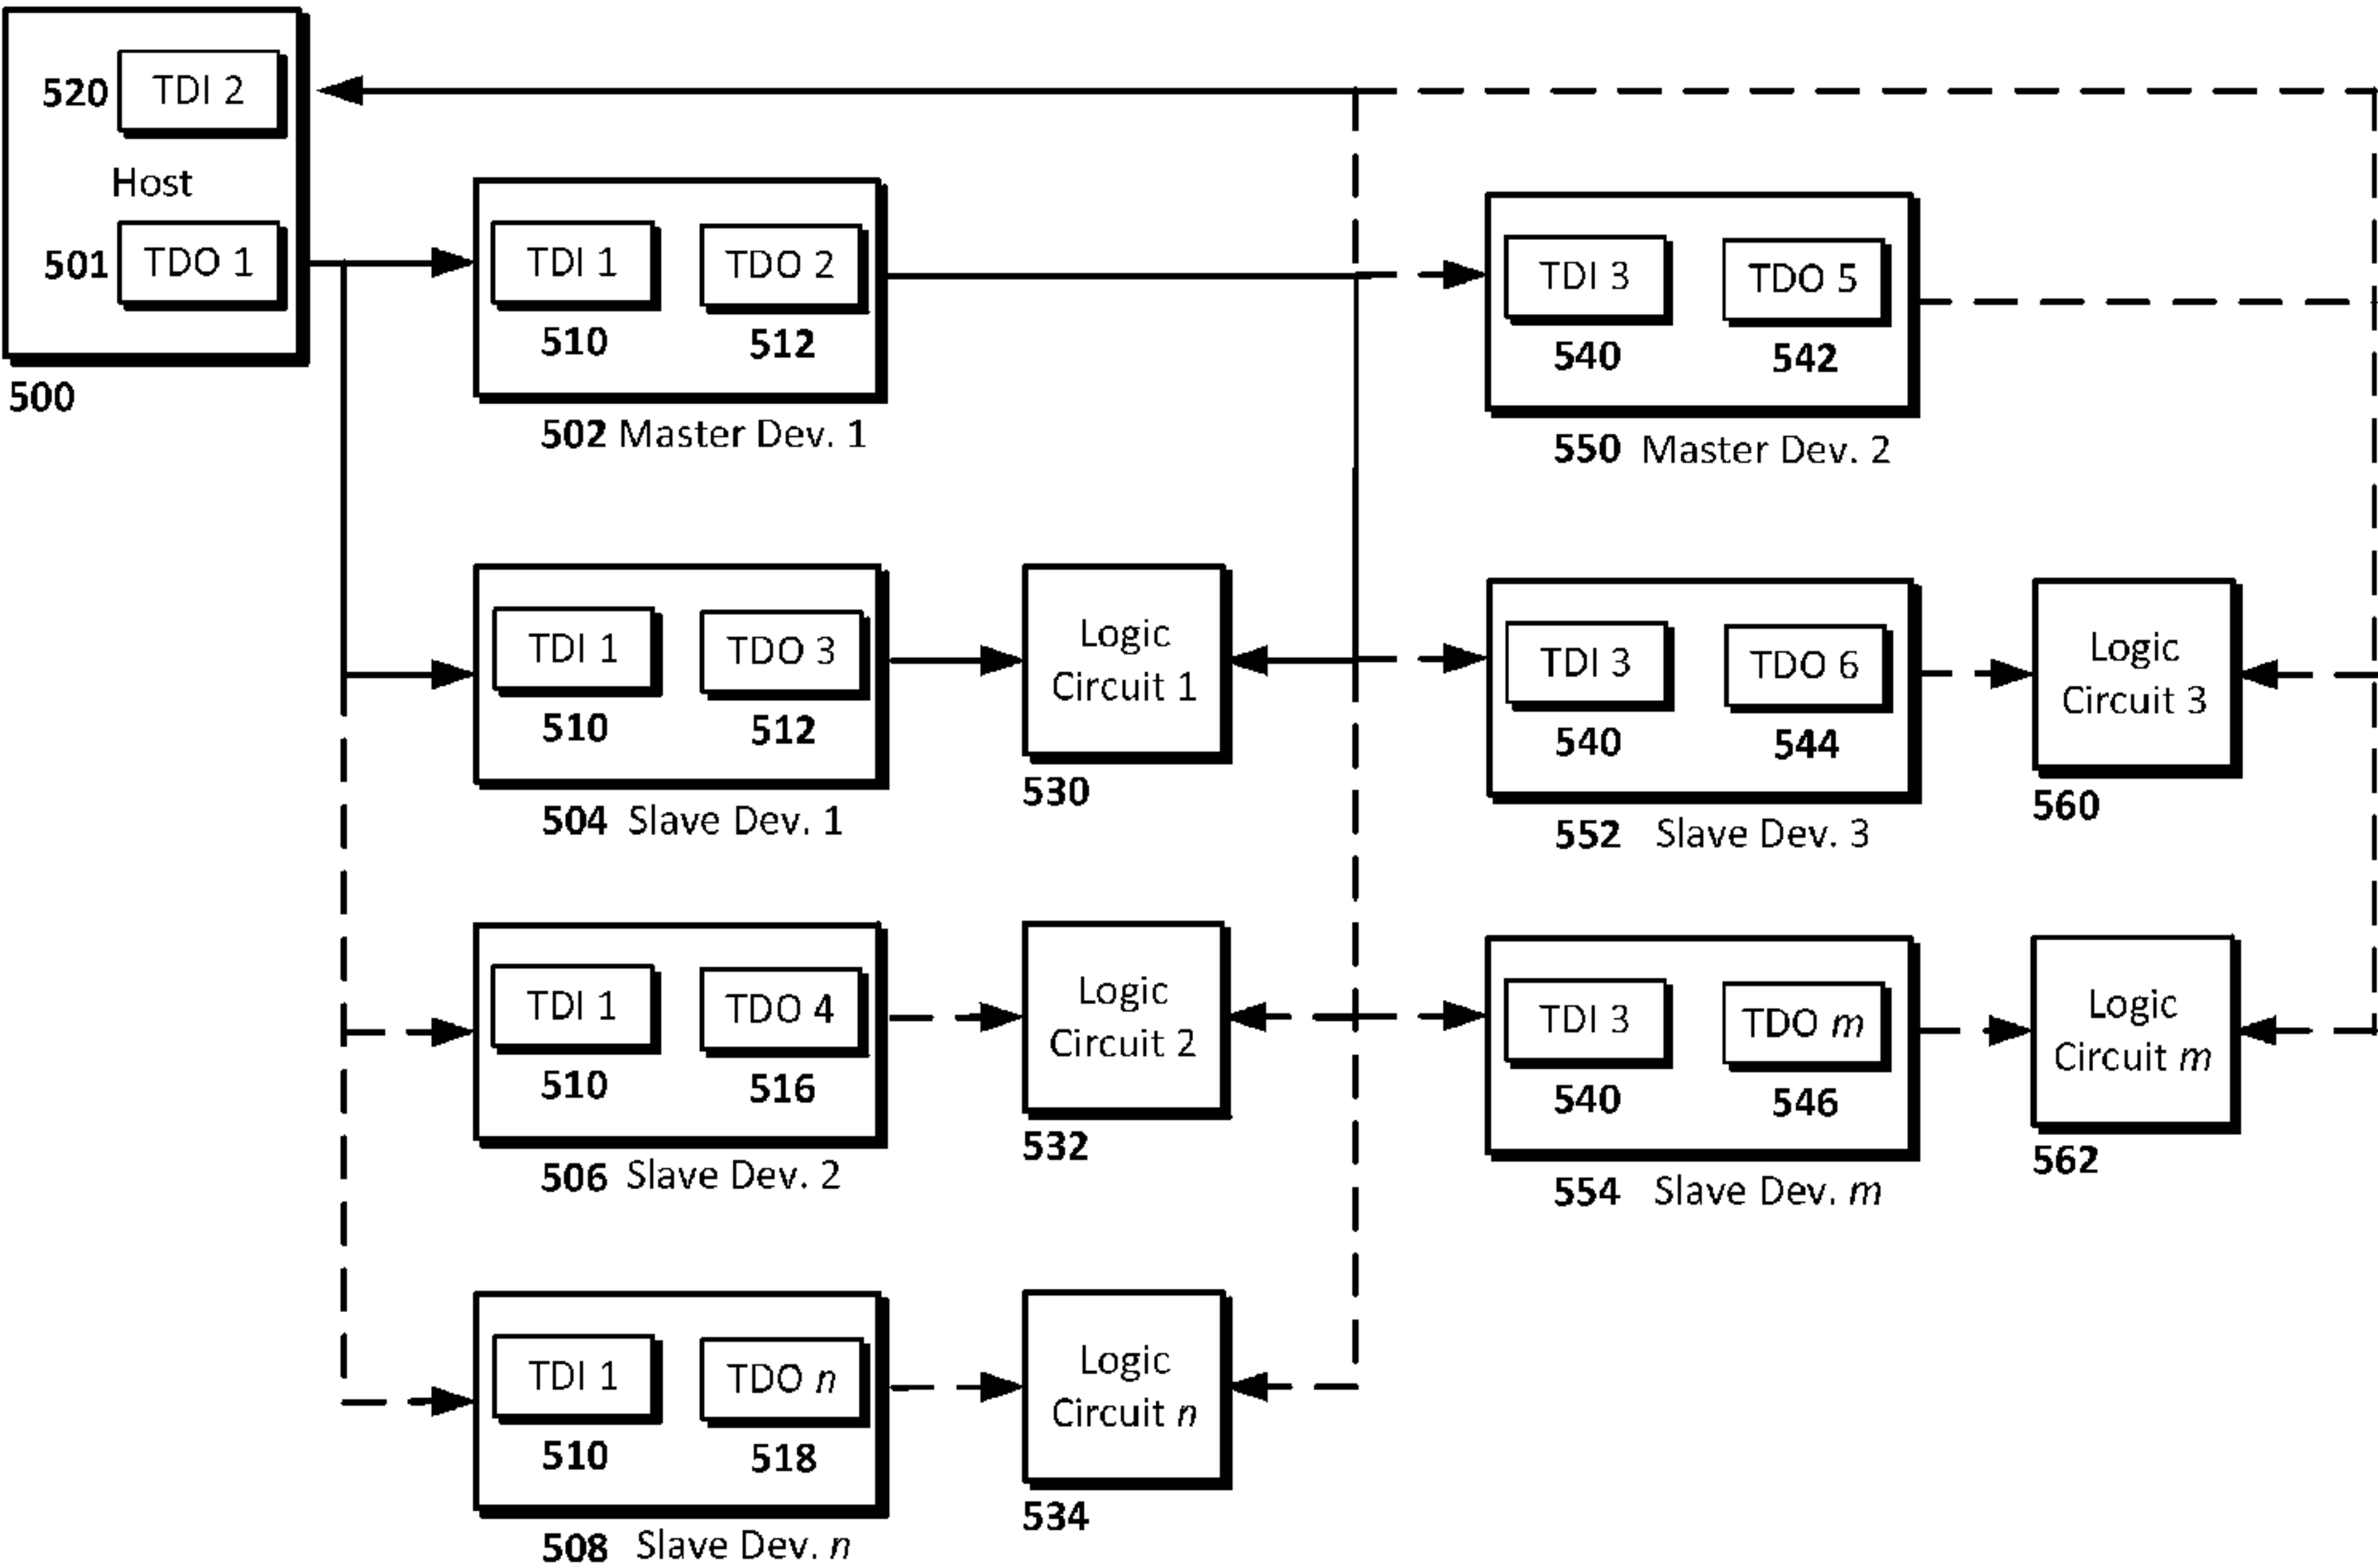 520 TDI 2
Host
501 TDO 1
500
TDI 1 TDO 2
510 512
502 Master Dev. 1
TDI 3 TDO 5
540 542
550 Master Dev. 2
TDI 1 TDO 3
510 512
504 Slave Dev. 1
Logic
Circuit 1
530
TDI 3 TDO 6
540 544
552 Slave Dev. 3
Logic
Circuit 3
560
TDI 1 TDO 4
510 516
506 Slave Dev. 2
Logic
Circuit 2
532
TDI 3 TDO m
540 546
554 Slave Dev. m
Logic
Circuit m
562
TDI 1 TDO n
510 518
508 Slave Dev. n
Logic
Circuit n
534